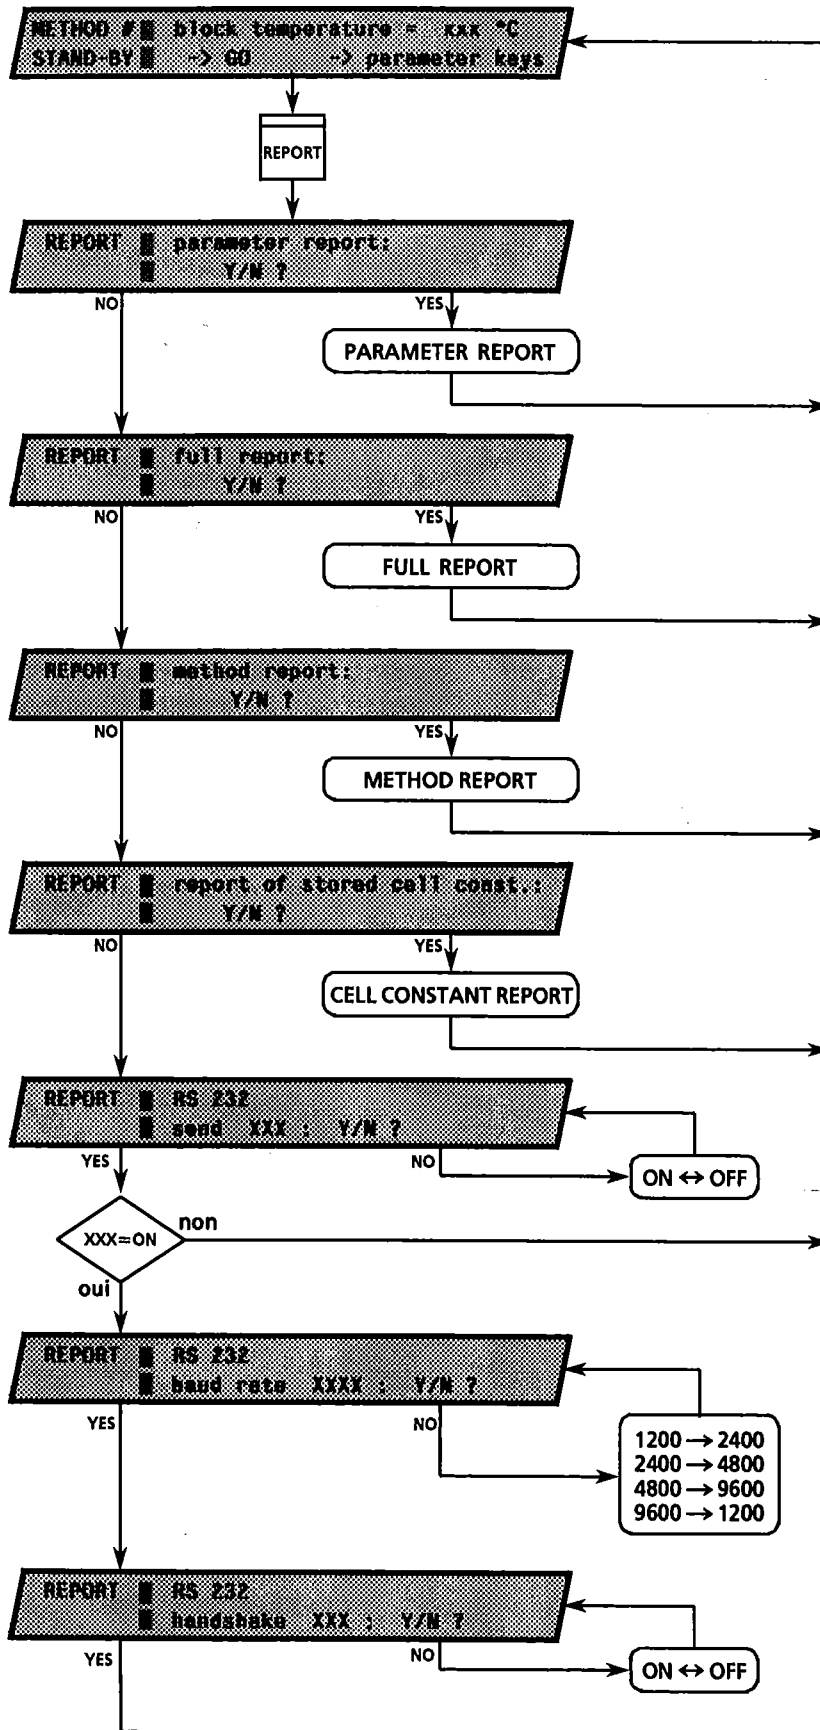 METHOD # block temperature = xxx °C
STAND-BY -> GO -> parameter keys
REPORT
REPORT parameter report:
Y/N ?
NO YES
PARAMETER REPORT
REPORT full report:
Y/N ?
NO YES
FULL REPORT
REPORT method report:
Y/N ?
NO YES
METHOD REPORT
REPORT report of stored cell const.:
Y/N ?
NO YES
CELL CONSTANT REPORT
REPORT RS 232
send XXX : Y/N ?
YES NO
ON ↔ OFF
XXX=ON non
oui
REPORT RS 232
baud rate XXXX : Y/N ?
YES NO
1200 → 2400
2400 → 4800
4800 → 9600
9600 → 1200
REPORT RS 232
handshake XXX : Y/N ?
YES NO
ON ↔ OFF